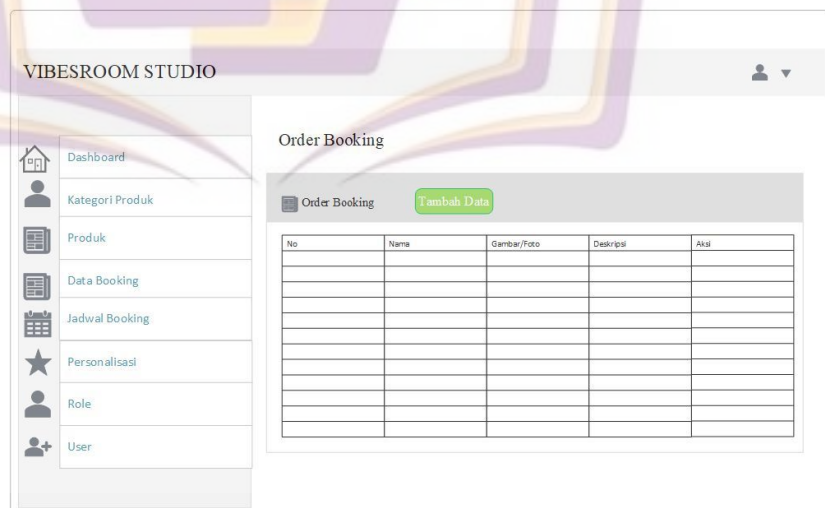 VIBESROOM STUDIO
Dashboard
Kategori Produk
Produk
Data Booking
Jadwal Booking
Personalisasi
Role
User
Order Booking
Order Booking Tambah Data
No Nama Gambar/Foto Deskripsi Aksi